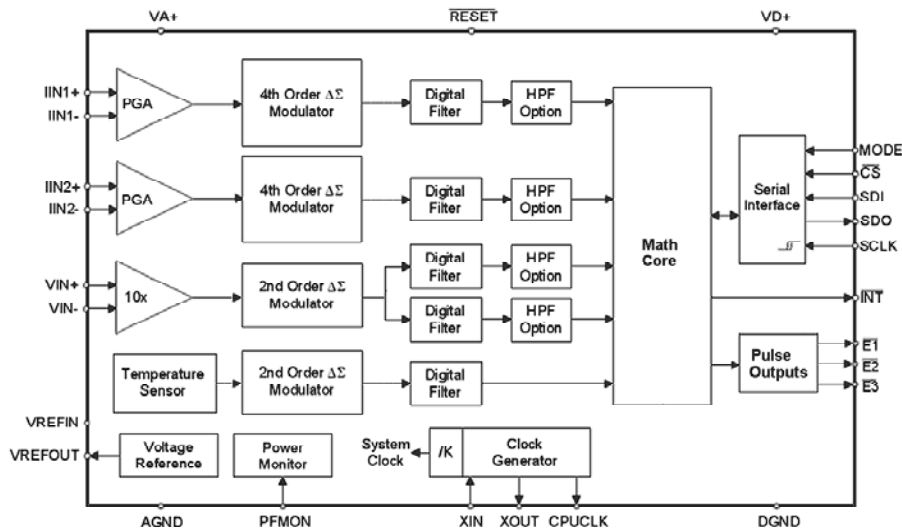 VA+
RESET
VD+
IIN1+
IIN1-
PGA
4th Order ΔΣ
Modulator
Digital
Filter
HPF
Option
IIN2+
IIN2-
PGA
4th Order ΔΣ
Modulator
Digital
Filter
HPF
Option
VIN+
VIN-
10x
2nd Order ΔΣ
Modulator
Digital
Filter
HPF
Option
Digital
Filter
HPF
Option
Temperature
Sensor
2nd Order ΔΣ
Modulator
Digital
Filter
Math
Core
Serial
Interface
MODE
CS
SDI
SDO
SCLK
INT
Pulse
Outputs
E1
E2
E3
VREFIN
VREFOUT
Voltage
Reference
Power
Monitor
System
Clock
/K
Clock
Generator
AGND
PFMON
XIN
XOUT
CPUCLK
DGND